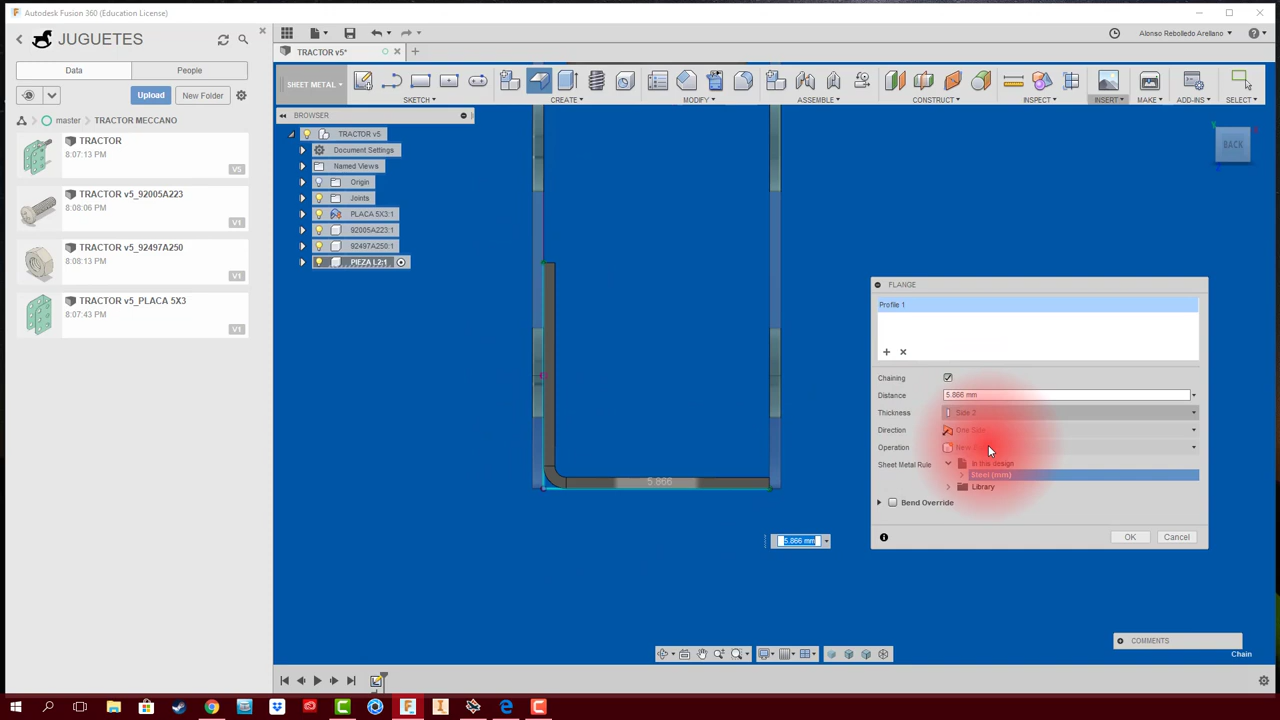 Autodesk Fusion 360 (Education License)
JUGUETES
Data
People
Upload
New Folder
master
TRACTOR MECCANO
TRACTOR
8:07:13 PM
V5
TRACTOR v5_92005A223
8:08:06 PM
V1
TRACTOR v5_92497A250
8:08:13 PM
V1
TRACTOR v5_PLACA 5X3
8:07:43 PM
V1
Alonso Rebolledo Arellano
TRACTOR v5*
SHEET METAL
SKETCH
CREATE
MODIFY
ASSEMBLE
CONSTRUCT
INSPECT
INSERT
MAKE
ADD-INS
SELECT
BROWSER
TRACTOR v5
Document Settings
Named Views
Origin
Joints
PLACA 5X3:1
92005A223:1
92497A250:1
PIEZA L2:1
BACK
5.866
5.866 mm
FLANGE
Profile 1
Chaining
Distance 5.866 mm
Thickness Side 2
Direction One Side
Operation New
Sheet Metal Rule In this design
Steel (mm)
Library
Bend Override
OK
Cancel
COMMENTS
Chain